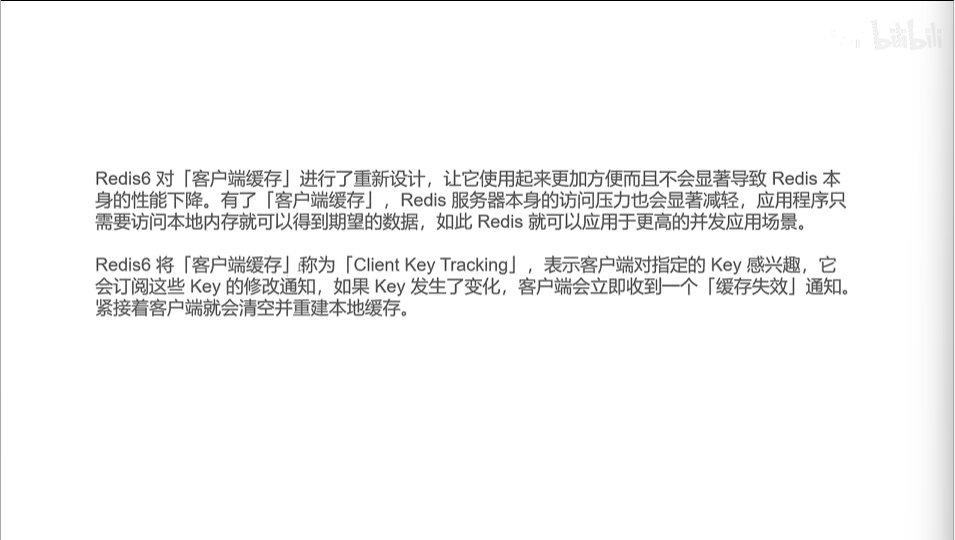 bilibili
Redis6 对「客户端缓存」进行了重新设计，让它使用起来更加方便而且不会显著导致 Redis 本
身的性能下降。有了「客户端缓存」，Redis 服务器本身的访问压力也会显著减轻，应用程序只
需要访问本地内存就可以得到期望的数据，如此 Redis 就可以应用于更高的并发应用场景。
Redis6 将「客户端缓存」称为「Client Key Tracking」，表示客户端对指定的 Key 感兴趣，它
会订阅这些 Key 的修改通知，如果 Key 发生了变化，客户端会立即收到一个「缓存失效」通知。
紧接着客户端就会清空并重建本地缓存。